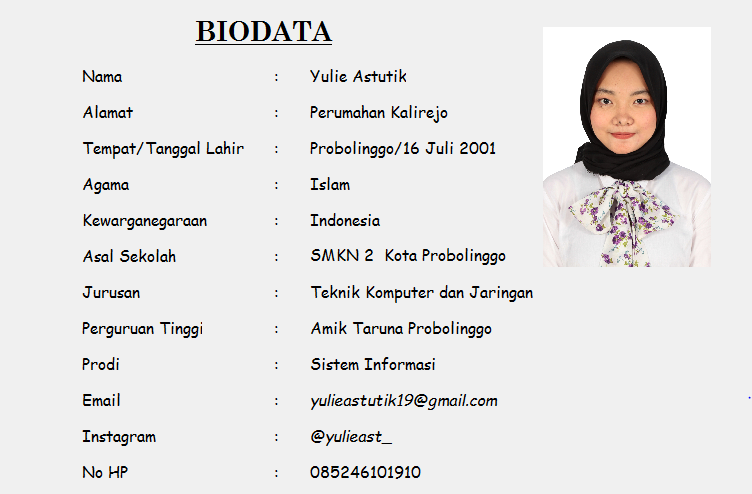 BIODATA
Nama : Yulie Astutik
Alamat : Perumahan Kalirejo
Tempat/Tanggal Lahir : Probolinggo/16 Juli 2001
Agama : Islam
Kewarganegaraan : Indonesia
Asal Sekolah : SMKN 2 Kota Probolinggo
Jurusan : Teknik Komputer dan Jaringan
Perguruan Tinggi : Amik Taruna Probolinggo
Prodi : Sistem Informasi
Email : yulieastutik19@gmail.com
Instagram : @yulieast_
No HP : 085246101910